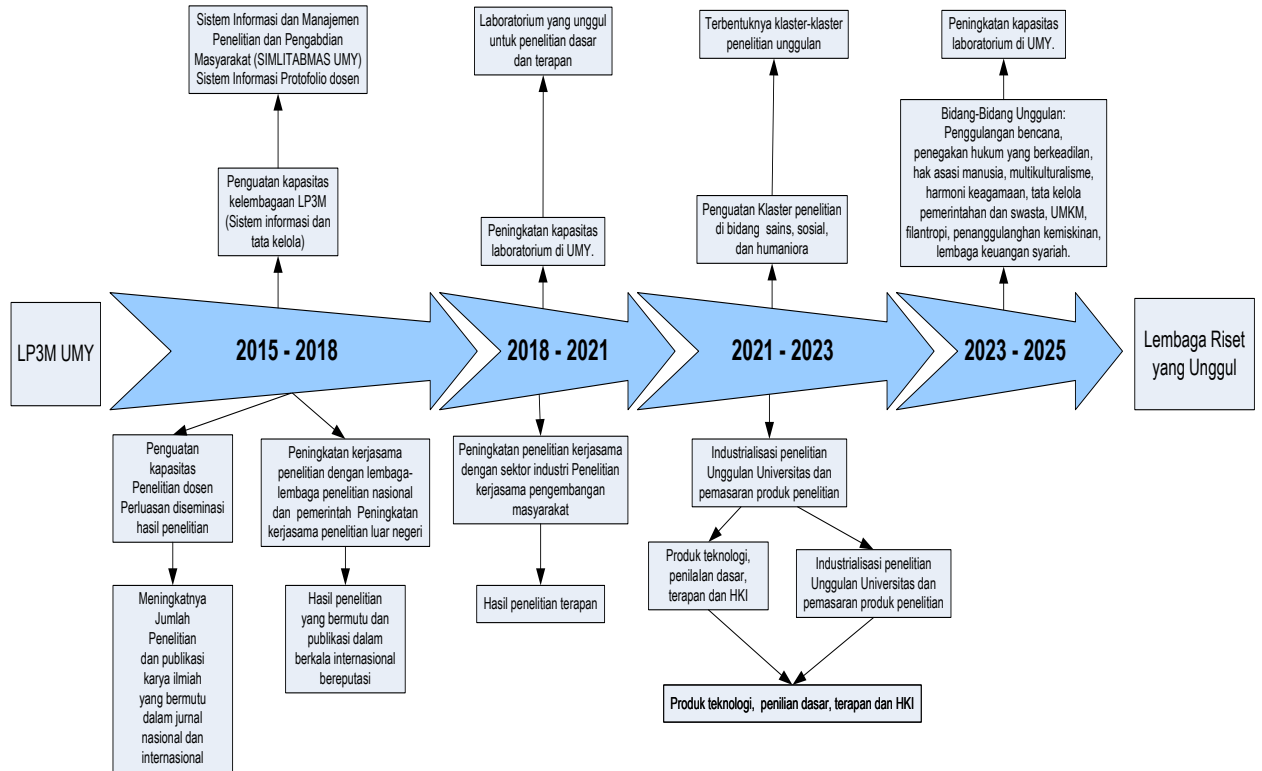 Sistem Informasi dan Manajemen
Penelitian dan Pengabdian
Masyarakat (SIMLITABMAS UMY)
Sistem Informasi Protofolio dosen
Laboratorium yang unggul
untuk penelitian dasar
dan terapan
Terbentuknya klaster-klaster
penelitian unggulan
Peningkatan kapasitas
laboratorium di UMY.
Penguatan kapasitas
kelembagaan LP3M
(Sistem informasi dan
tata kelola)
Peningkatan kapasitas
laboratorium di UMY.
Penguatan Klaster penelitian
di bidang sains, sosial,
dan humaniora
Bidang-Bidang Unggulan:
Penggulangan bencana,
penegakan hukum yang berkeadilan,
hak asasi manusia, multikulturalisme,
harmoni keagamaan, tata kelola
pemerintahan dan swasta, UMKM,
filantropi, penanggulanghan kemiskinan,
lembaga keuangan syariah.
LP3M UMY
2015 - 2018
2018 - 2021
2021 - 2023
2023 - 2025
Lembaga Riset
yang Unggul
Penguatan
kapasitas
Penelitian dosen
Perluasan diseminasi
hasil penelitian
Peningkatan kerjasama
penelitian dengan lembaga-
lembaga penelitian nasional
dan pemerintah Peningkatan
kerjasama penelitian luar negeri
Peningkatan penelitian kerjasama
dengan sektor industri Penelitian
kerjasama pengembangan
masyarakat
Industrialisasi penelitian
Unggulan Universitas dan
pemasaran produk penelitian
Meningkatnya
Jumlah
Penelitian
dan publikasi
karya ilmiah
yang bermutu
dalam jurnal
nasional dan
internasional
Hasil penelitian
yang bermutu dan
publikasi dalam
berkala internasional
bereputasi
Hasil penelitian terapan
Produk teknologi,
penilalan dasar,
terapan dan HKI
Industrialisasi penelitian
Unggulan Universitas dan
pemasaran produk penelitian
Produk teknologi, penilian dasar, terapan dan HKI